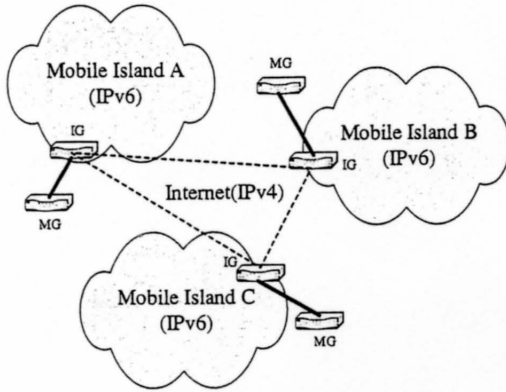 Mobile Island A
(IPv6)
IG
MG
MG
Mobile Island B
(IPv6)
IG
Internet(IPv4)
IG
Mobile Island C
(IPv6)
MG